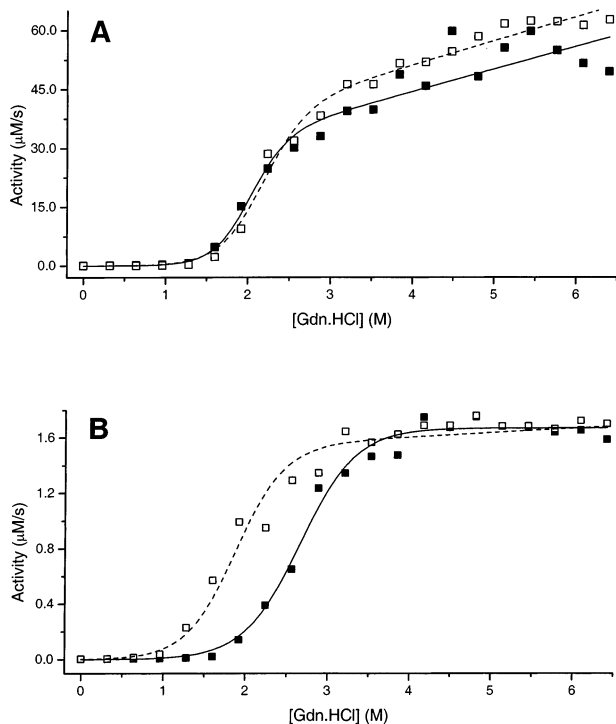 A
60.0
45.0
30.0
15.0
0.0
Activity (μM/s)
0 1 2 3 4 5 6
[Gdn.HCl] (M)
B
1.6
1.2
0.8
0.4
0.0
Activity (μM/s)
0 1 2 3 4 5 6
[Gdn.HCl] (M)